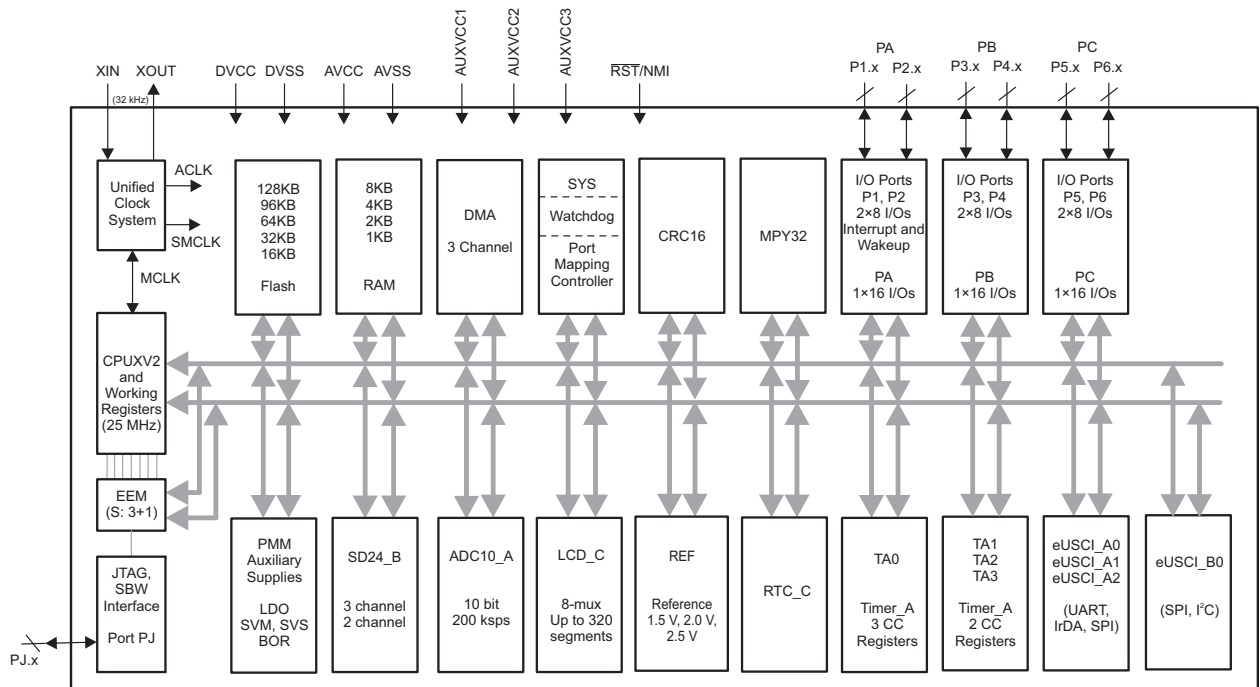 AUXVCC1
AUXVCC2
AUXVCC3
PA
PB
PC
XIN
XOUT
(32 kHz)
DVCC
DVSS
AVCC
AVSS
RST/NMI
P1.x
P2.x
P3.x
P4.x
P5.x
P6.x
Unified
Clock
System
ACLK
SMCLK
MCLK
128KB
96KB
64KB
32KB
16KB
Flash
8KB
4KB
2KB
1KB
RAM
DMA
3 Channel
SYS
Watchdog
Port
Mapping
Controller
CRC16
MPY32
I/O Ports
P1, P2
2×8 I/Os
Interrupt and
Wakeup
PA
1×16 I/Os
I/O Ports
P3, P4
2×8 I/Os
PB
1×16 I/Os
I/O Ports
P5, P6
2×8 I/Os
PC
1×16 I/Os
CPUXV2
and
Working
Registers
(25 MHz)
EEM
(S: 3+1)
JTAG,
SBW
Interface
Port PJ
PJ.x
PMM
Auxiliary
Supplies
LDO
SVM, SVS
BOR
SD24_B
3 channel
2 channel
ADC10_A
10 bit
200 ksps
LCD_C
8-mux
Up to 320
segments
REF
Reference
1.5 V, 2.0 V,
2.5 V
RTC_C
TA0
Timer_A
3 CC
Registers
TA1
TA2
TA3
Timer_A
2 CC
Registers
eUSCI_A0
eUSCI_A1
eUSCI_A2
(UART,
IrDA, SPI)
eUSCI_B0
(SPI, I²C)